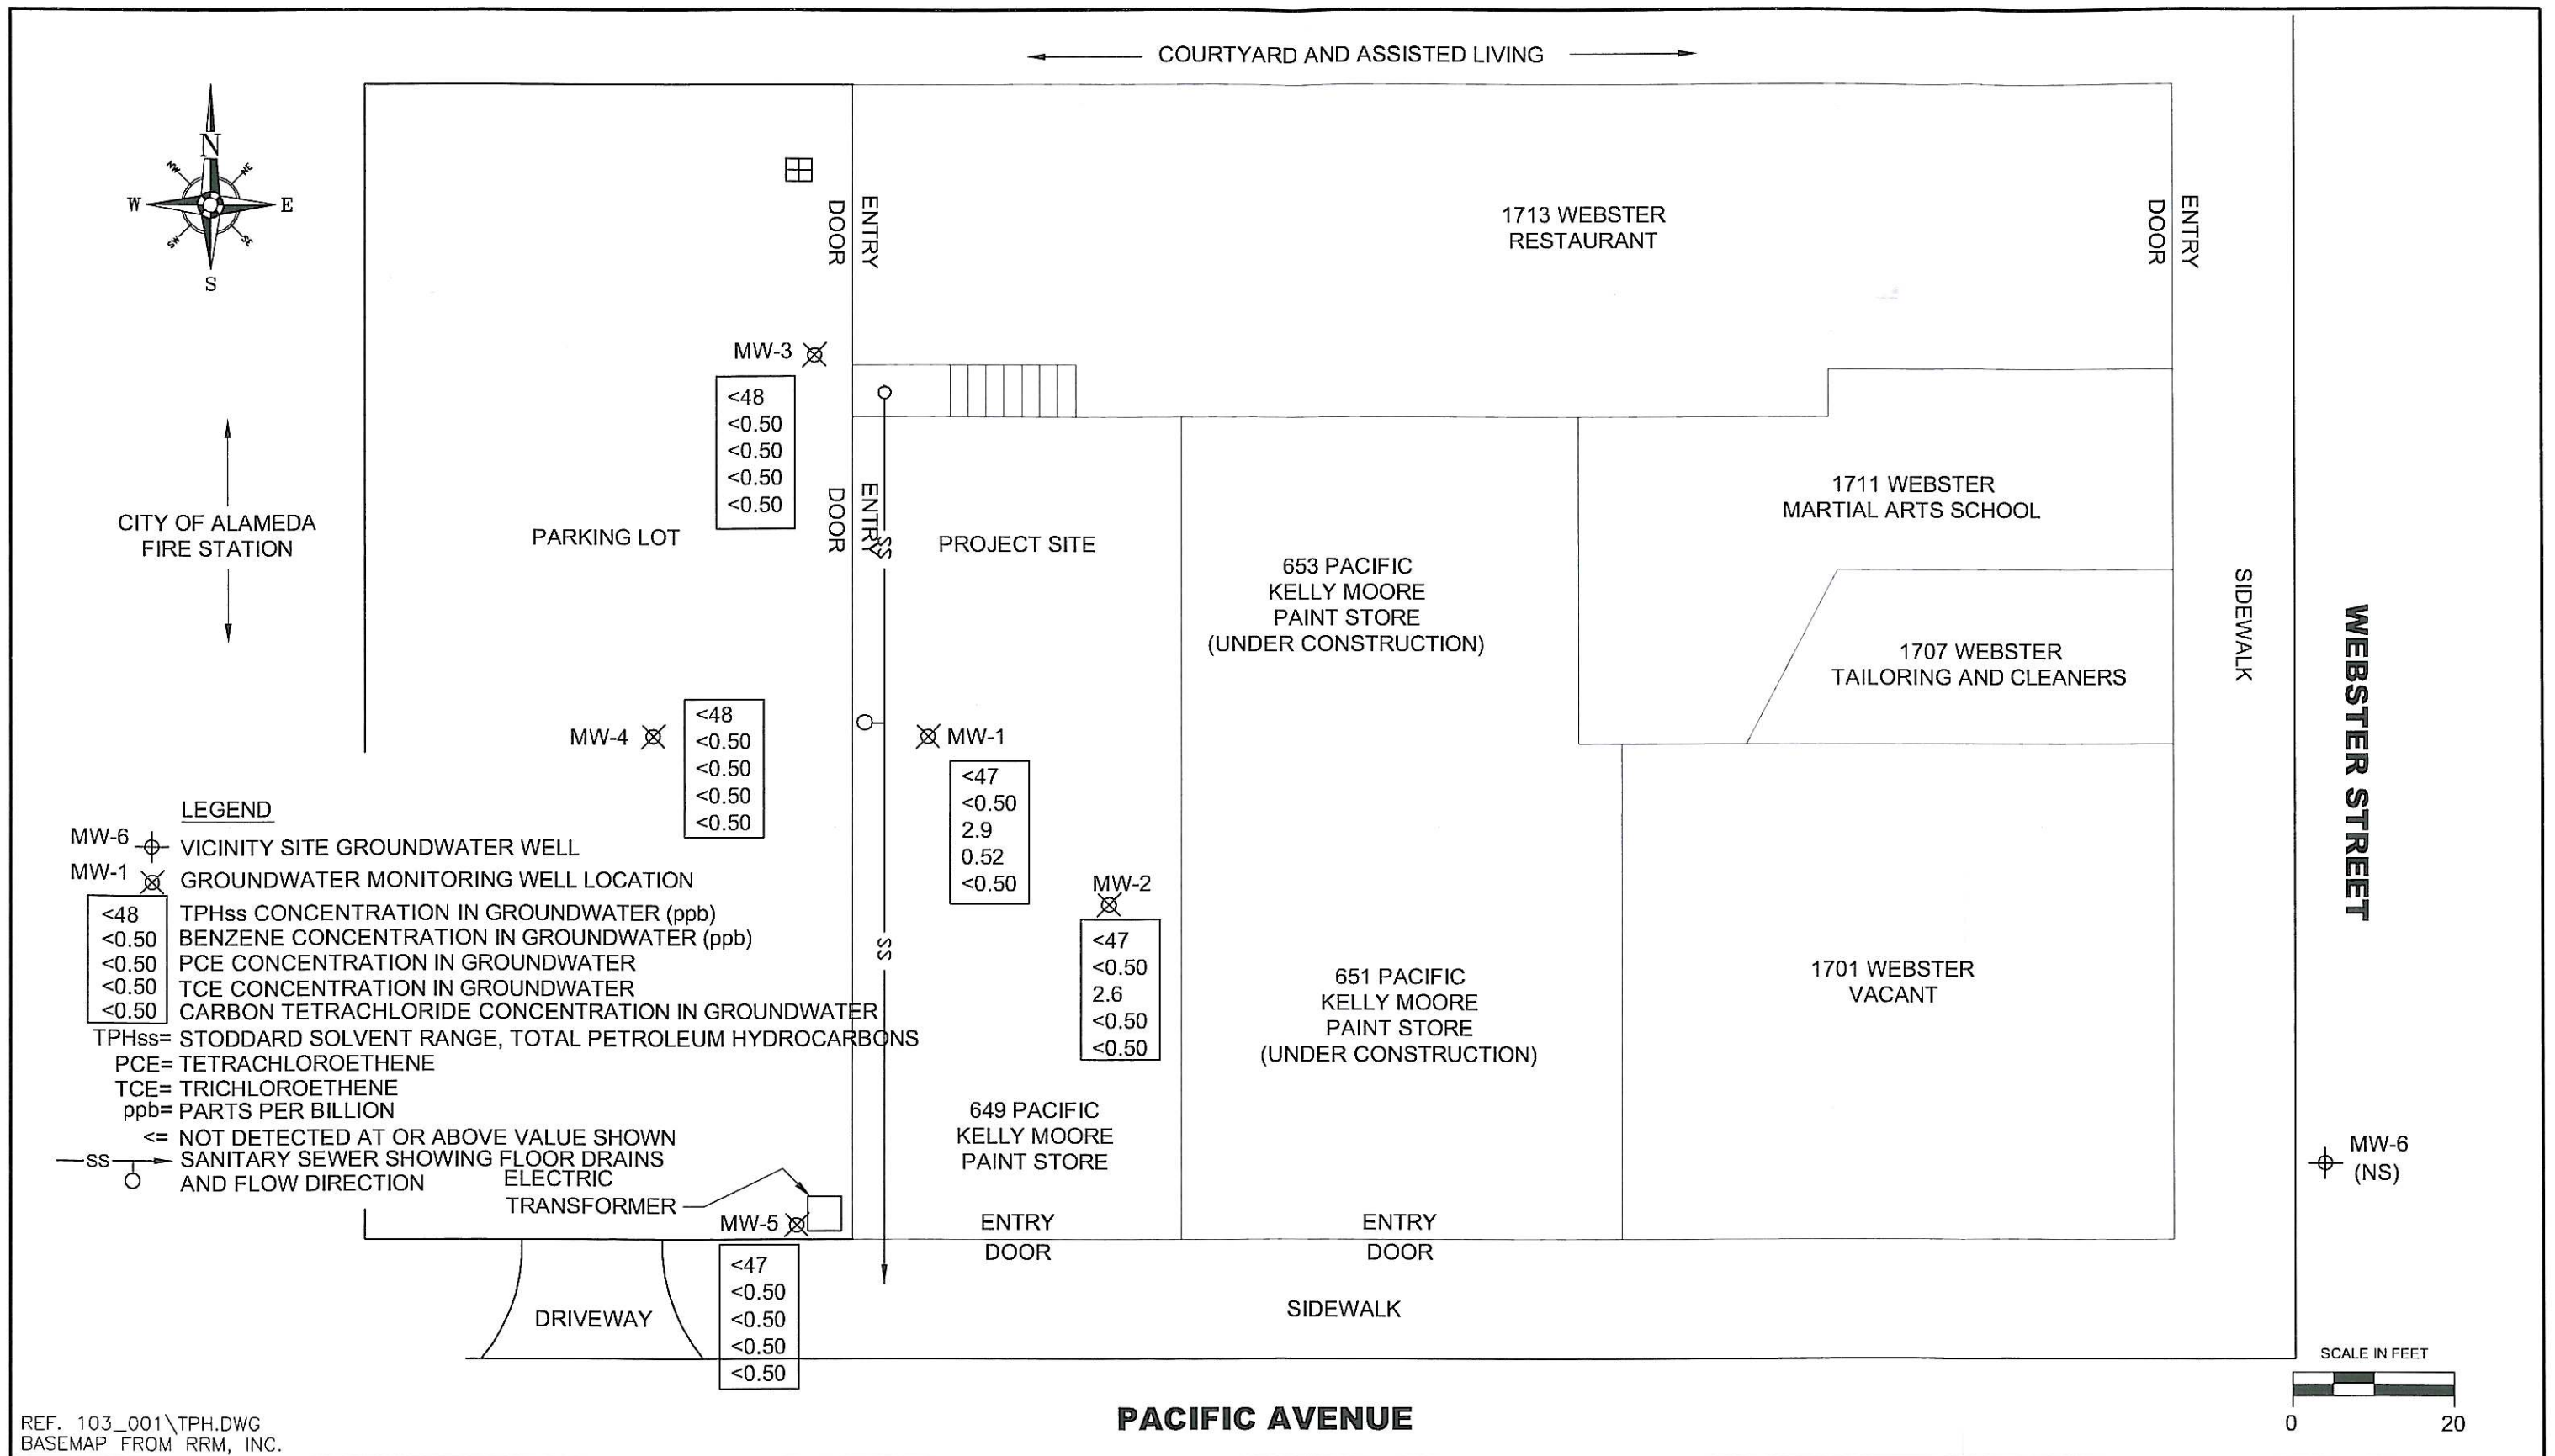 COURTYARD AND ASSISTED LIVING
N
NW
NE
W
E
SW
SE
S
ENTRY
DOOR
1713 WEBSTER
RESTAURANT
ENTRY
DOOR
MW-3
<48
<0.50
<0.50
<0.50
<0.50
CITY OF ALAMEDA
FIRE STATION
PARKING LOT
ENTRY
DOOR
SS
PROJECT SITE
653 PACIFIC
KELLY MOORE
PAINT STORE
(UNDER CONSTRUCTION)
1711 WEBSTER
MARTIAL ARTS SCHOOL
1707 WEBSTER
TAILORING AND CLEANERS
SIDEWALK
WEBSTER STREET
MW-4
<48
<0.50
<0.50
<0.50
<0.50
MW-1
<47
<0.50
2.9
0.52
<0.50
MW-2
<47
<0.50
2.6
<0.50
<0.50
SS
651 PACIFIC
KELLY MOORE
PAINT STORE
(UNDER CONSTRUCTION)
1701 WEBSTER
VACANT
LEGEND
MW-6 VICINITY SITE GROUNDWATER WELL
MW-1 GROUNDWATER MONITORING WELL LOCATION
<48 TPHss CONCENTRATION IN GROUNDWATER (ppb)
<0.50 BENZENE CONCENTRATION IN GROUNDWATER (ppb)
<0.50 PCE CONCENTRATION IN GROUNDWATER
<0.50 TCE CONCENTRATION IN GROUNDWATER
<0.50 CARBON TETRACHLORIDE CONCENTRATION IN GROUNDWATER
TPHss= STODDARD SOLVENT RANGE, TOTAL PETROLEUM HYDROCARBONS
PCE= TETRACHLOROETHENE
TCE= TRICHLOROETHENE
ppb= PARTS PER BILLION
<= NOT DETECTED AT OR ABOVE VALUE SHOWN
SS SANITARY SEWER SHOWING FLOOR DRAINS
AND FLOW DIRECTION
ELECTRIC
TRANSFORMER
649 PACIFIC
KELLY MOORE
PAINT STORE
MW-6
(NS)
MW-5
<47
<0.50
<0.50
<0.50
<0.50
ENTRY
DOOR
ENTRY
DOOR
DRIVEWAY
SIDEWALK
PACIFIC AVENUE
SCALE IN FEET
0 20
REF. 103_001\TPH.DWG
BASEMAP FROM RRM, INC.